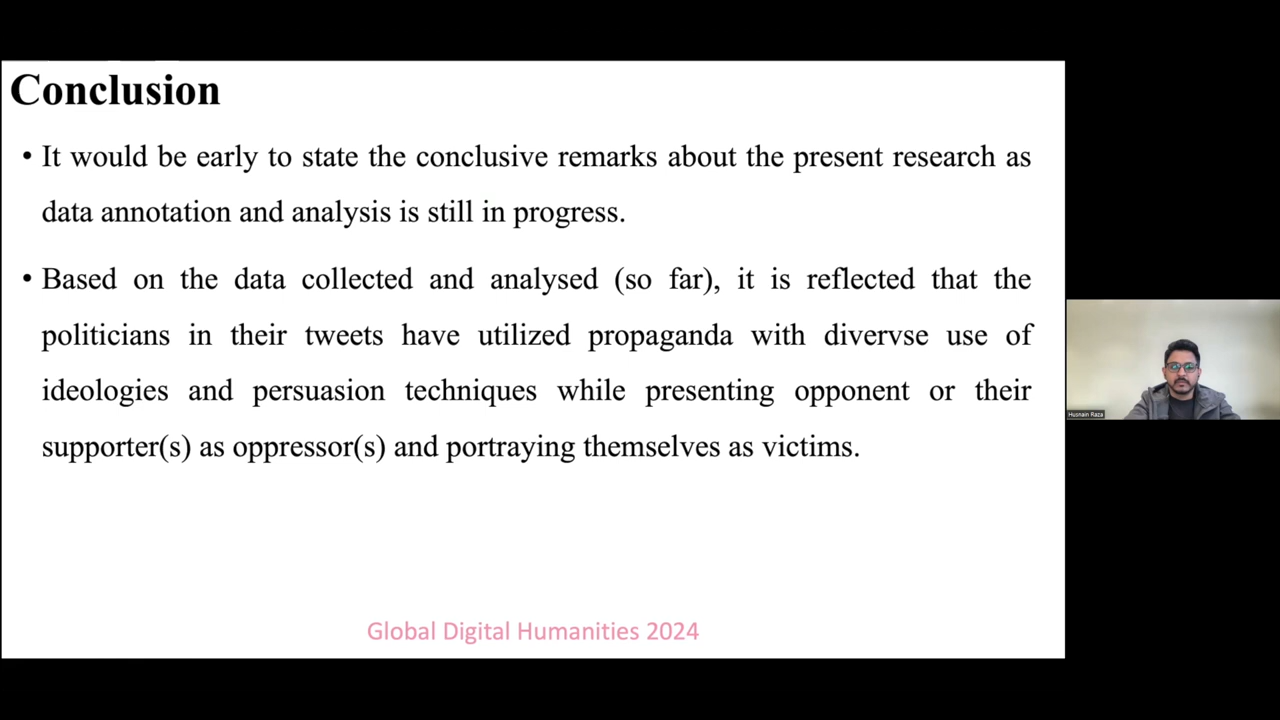 Conclusion
• It would be early to state the conclusive remarks about the present research as
data annotation and analysis is still in progress.
• Based on the data collected and analysed (so far), it is reflected that the
politicians in their tweets have utilized propaganda with divervse use of
ideologies and persuasion techniques while presenting opponent or their
supporter(s) as oppressor(s) and portraying themselves as victims.
Husnain Raza
Global Digital Humanities 2024